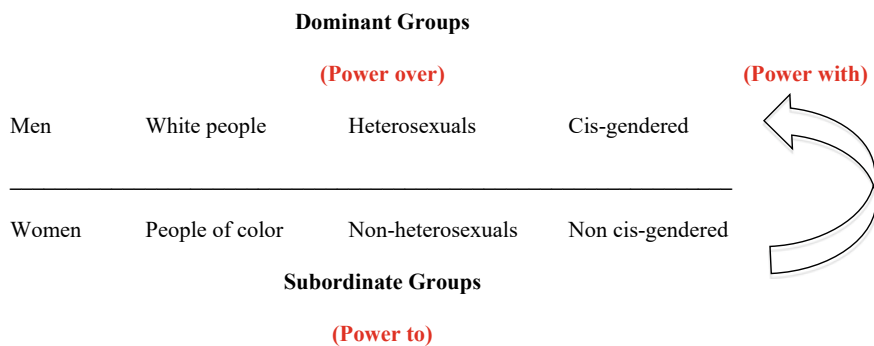 Dominant Groups
(Power over) (Power with)
Men White people Heterosexuals Cis-gendered
Women People of color Non-heterosexuals Non cis-gendered
Subordinate Groups
(Power to)